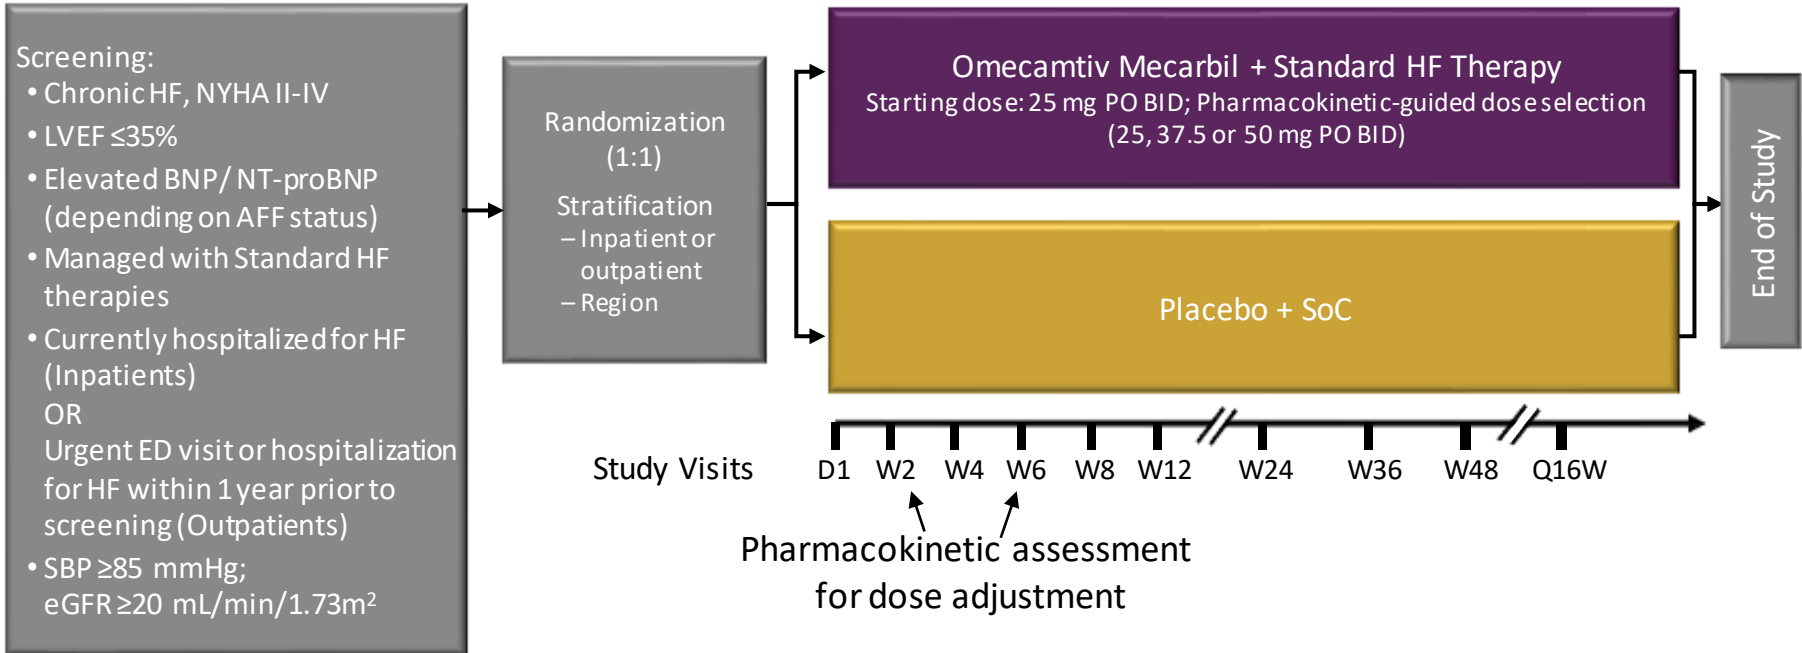 Screening:
• Chronic HF, NYHA II-IV
• LVEF ≤35%
• Elevated BNP/ NT-proBNP
(depending on AFF status)
• Managed with Standard HF
therapies
• Currently hospitalized for HF
(Inpatients)
OR
Urgent ED visit or hospitalization
for HF within 1 year prior to
screening (Outpatients)
• SBP ≥85 mmHg;
eGFR ≥20 mL/min/1.73m²
Randomization
(1:1)
Stratification
– Inpatient or
outpatient
– Region
Omecamtiv Mecarbil + Standard HF Therapy
Starting dose: 25 mg PO BID; Pharmacokinetic-guided dose selection
(25, 37.5 or 50 mg PO BID)
Placebo + SoC
End of Study
Study Visits D1 W2 W4 W6 W8 W12 W24 W36 W48 Q16W
Pharmacokinetic assessment
for dose adjustment